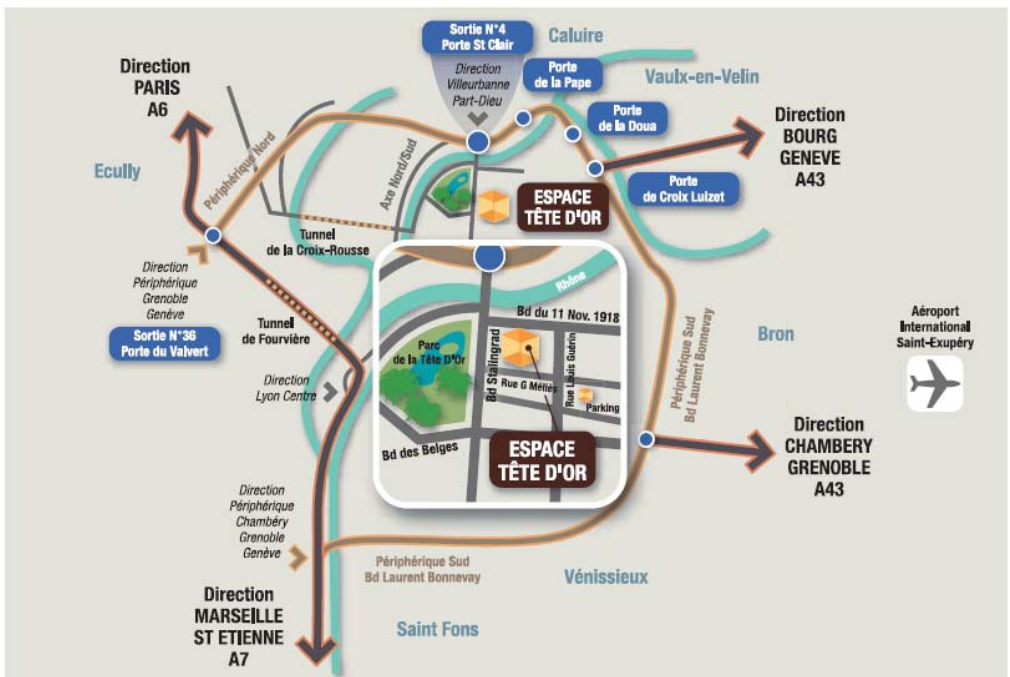 Sortie N°4
Porte St Clair
Direction
Villeurbanne
Part-Dieu
Caluire
Porte
de la Pape
Vaulx-en-Velin
Porte
de la Doua
Direction
PARIS
A6
Direction
BOURG
GENEVE
A43
Ecully
Périphérique Nord
Axe Nord/Sud
Porte
de Croix Luizet
ESPACE
TÊTE D'OR
Tunnel
de la Croix-Rousse
Direction
Périphérique
Grenoble
Genève
Sortie N°36
Porte du Valvert
Tunnel
de Fourvière
Direction
Lyon Centre
Rhône
Bd du 11 Nov. 1918
Parc
de la Tête D'Or
Bd Stalingrad
Rue Louis Guérin
Rue G Méliés
Parking
Bd des Belges
ESPACE
TÊTE D'OR
Périphérique Sud
Bd Laurent Bonnevay
Bron
Aéroport
International
Saint-Exupéry
Direction
CHAMBERY
GRENOBLE
A43
Direction
Périphérique
Chambéry
Grenoble
Genève
Périphérique Sud
Bd Laurent Bonnevay
Vénissieux
Direction
MARSEILLE
ST ETIENNE
A7
Saint Fons